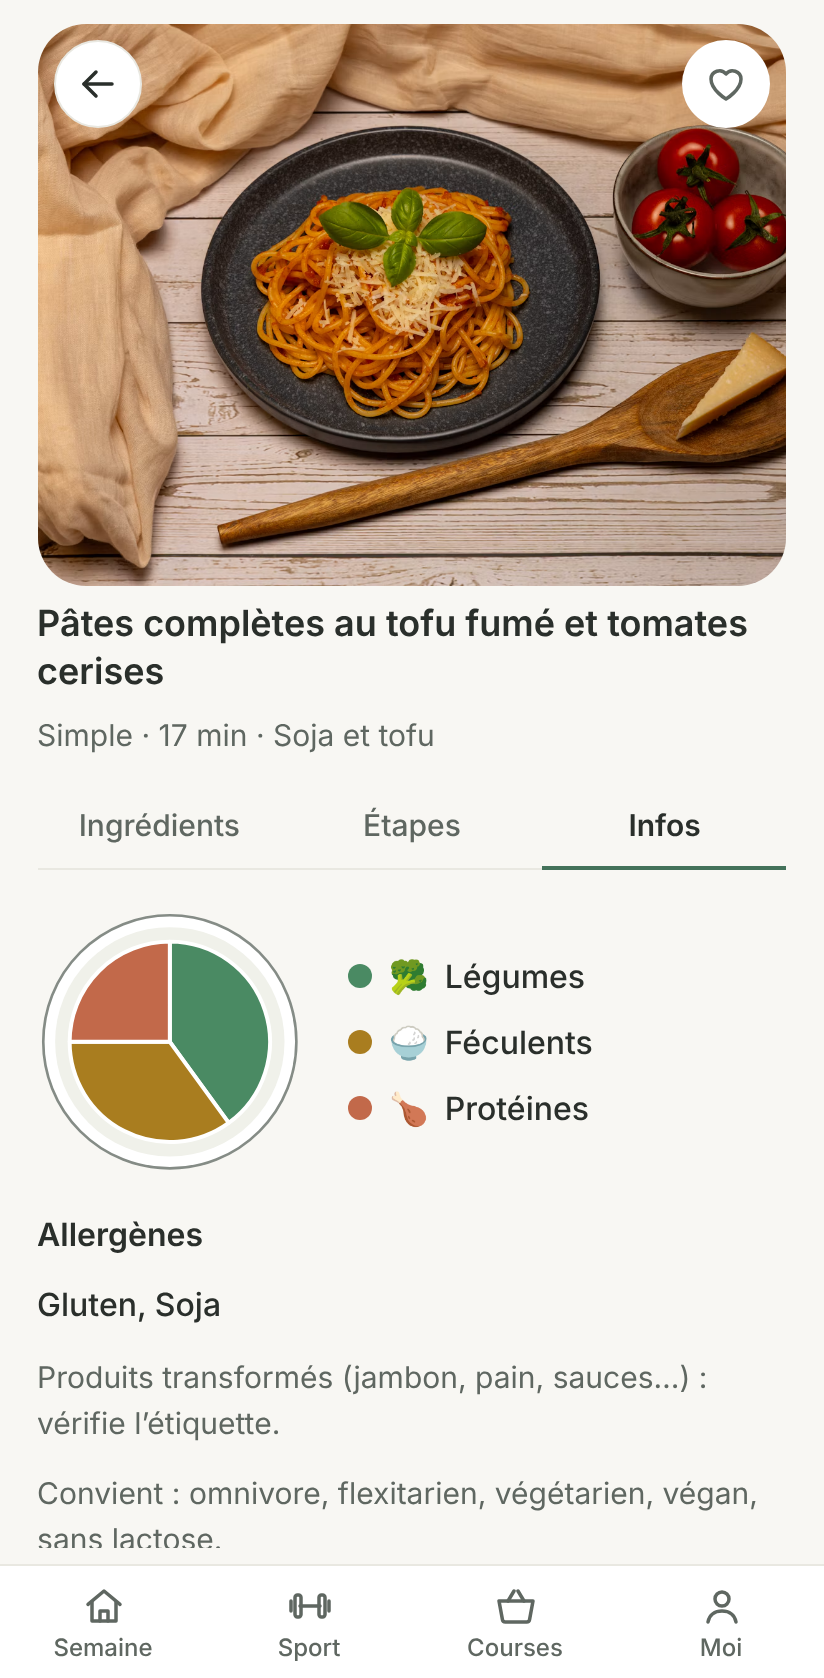 Pâtes complètes au tofu fumé et tomates
cerises
Simple · 17 min · Soja et tofu
Ingrédients
Étapes
Infos
Légumes
Féculents
Protéines
Allergènes
Gluten, Soja
Produits transformés (jambon, pain, sauces…) :
vérifie l’étiquette.
Convient : omnivore, flexitarien, végétarien, végan,
sans lactose.
Semaine
Sport
Courses
Moi